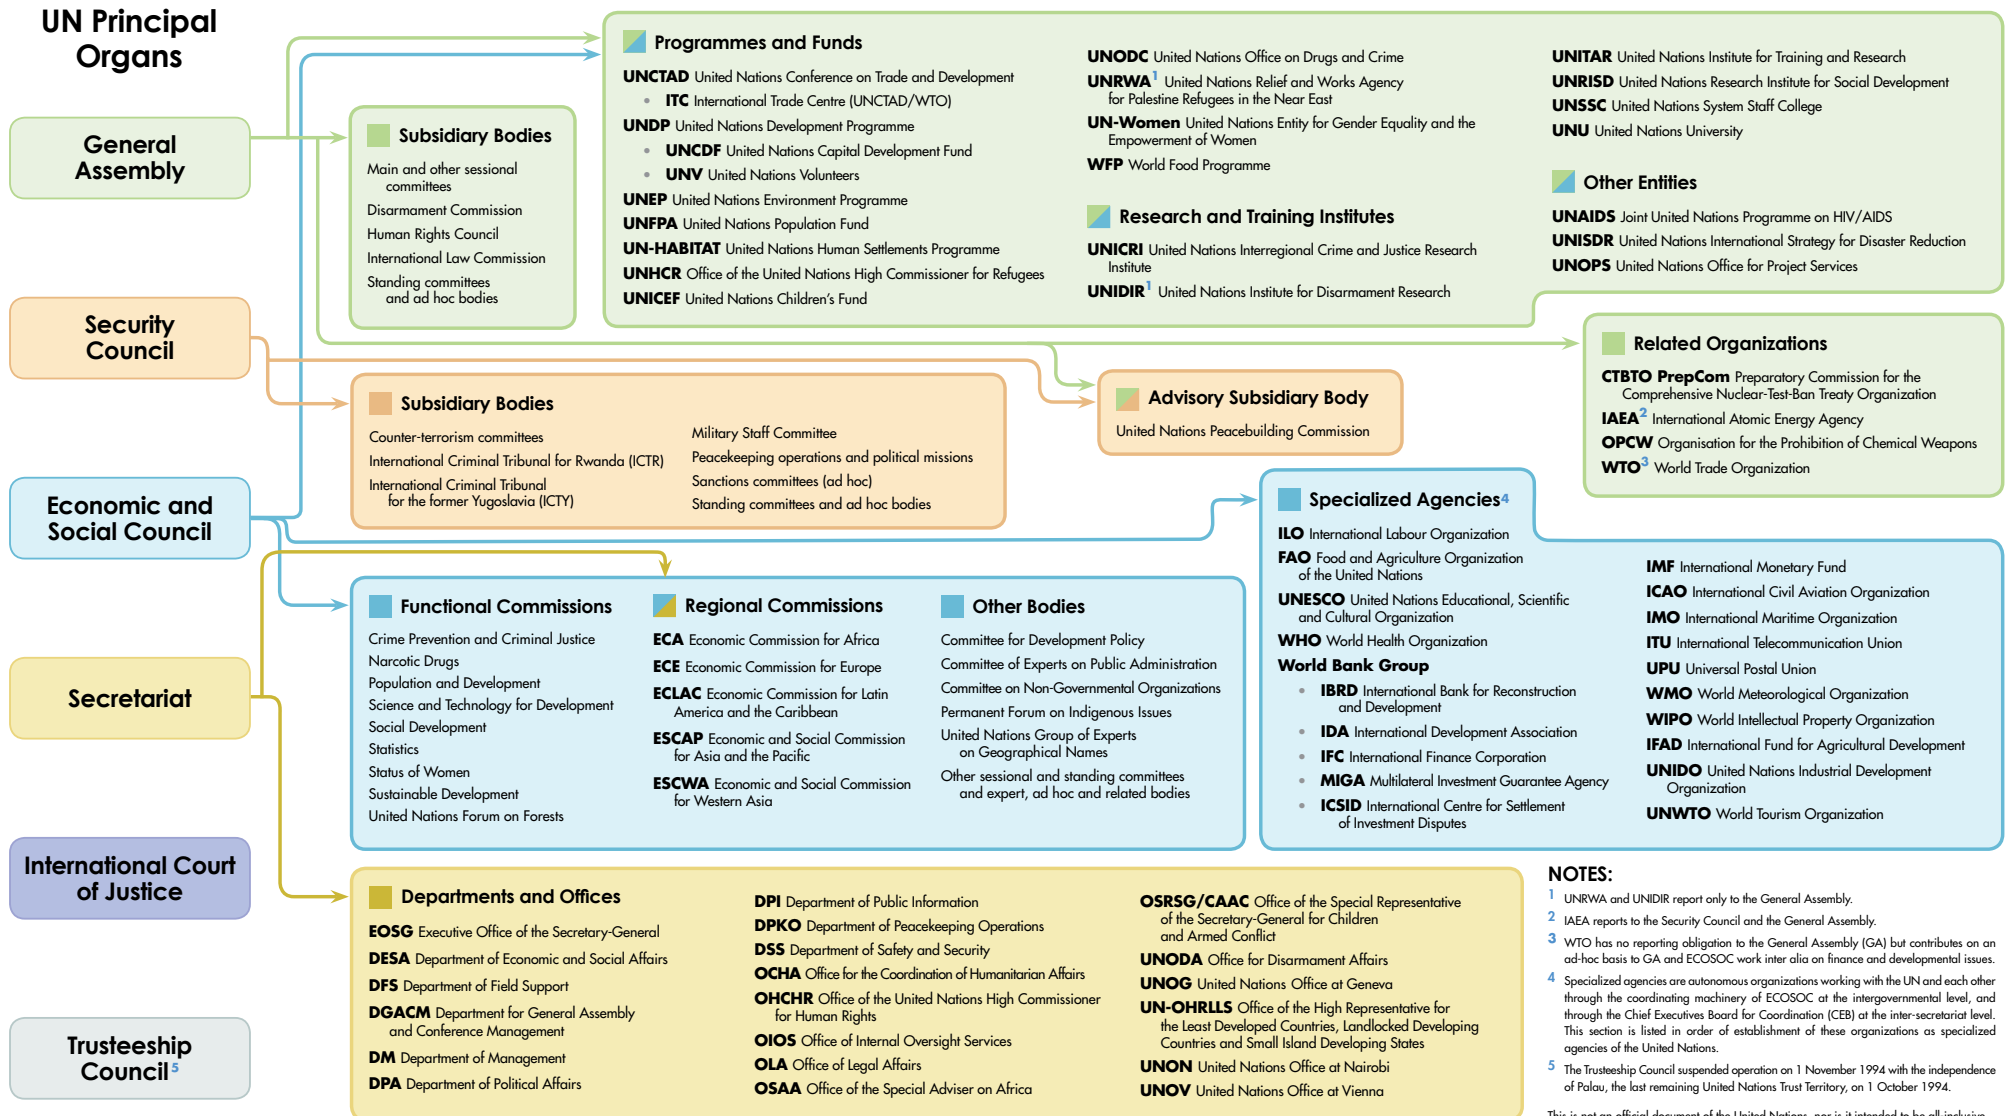 UN Principal
Organs
General
Assembly
Security
Council
Economic and
Social Council
Secretariat
International Court
of Justice
Trusteeship
Council5
Subsidiary Bodies
Main and other sessional
committees
Disarmament Commission
Human Rights Council
International Law Commission
Standing committees
and ad hoc bodies
Programmes and Funds
UNCTAD United Nations Conference on Trade and Development
• ITC International Trade Centre (UNCTAD/WTO)
UNDP United Nations Development Programme
• UNCDF United Nations Capital Development Fund
• UNV United Nations Volunteers
UNEP United Nations Environment Programme
UNFPA United Nations Population Fund
UN-HABITAT United Nations Human Settlements Programme
UNHCR Office of the United Nations High Commissioner for Refugees
UNICEF United Nations Children's Fund
UNODC United Nations Office on Drugs and Crime
UNRWA1 United Nations Relief and Works Agency
for Palestine Refugees in the Near East
UN-Women United Nations Entity for Gender Equality and the
Empowerment of Women
WFP World Food Programme
Research and Training Institutes
UNICRI United Nations Interregional Crime and Justice Research
Institute
UNIDIR1 United Nations Institute for Disarmament Research
UNITAR United Nations Institute for Training and Research
UNRISD United Nations Research Institute for Social Development
UNSSC United Nations System Staff College
UNU United Nations University
Other Entities
UNAIDS Joint United Nations Programme on HIV/AIDS
UNISDR United Nations International Strategy for Disaster Reduction
UNOPS United Nations Office for Project Services
Subsidiary Bodies
Counter-terrorism committees
International Criminal Tribunal for Rwanda (ICTR)
International Criminal Tribunal
for the former Yugoslavia (ICTY)
Military Staff Committee
Peacekeeping operations and political missions
Sanctions committees (ad hoc)
Standing committees and ad hoc bodies
Advisory Subsidiary Body
United Nations Peacebuilding Commission
Related Organizations
CTBTO PrepCom Preparatory Commission for the
Comprehensive Nuclear-Test-Ban Treaty Organization
IAEA2 International Atomic Energy Agency
OPCW Organisation for the Prohibition of Chemical Weapons
WTO3 World Trade Organization
Functional Commissions
Crime Prevention and Criminal Justice
Narcotic Drugs
Population and Development
Science and Technology for Development
Social Development
Statistics
Status of Women
Sustainable Development
United Nations Forum on Forests
Regional Commissions
ECA Economic Commission for Africa
ECE Economic Commission for Europe
ECLAC Economic Commission for Latin
America and the Caribbean
ESCAP Economic and Social Commission
for Asia and the Pacific
ESCWA Economic and Social Commission
for Western Asia
Other Bodies
Committee for Development Policy
Committee of Experts on Public Administration
Committee on Non-Governmental Organizations
Permanent Forum on Indigenous Issues
United Nations Group of Experts
on Geographical Names
Other sessional and standing committees
and expert, ad hoc and related bodies
Specialized Agencies4
ILO International Labour Organization
FAO Food and Agriculture Organization
of the United Nations
UNESCO United Nations Educational, Scientific
and Cultural Organization
WHO World Health Organization
World Bank Group
• IBRD International Bank for Reconstruction
and Development
• IDA International Development Association
• IFC International Finance Corporation
• MIGA Multilateral Investment Guarantee Agency
• ICSID International Centre for Settlement
of Investment Disputes
IMF International Monetary Fund
ICAO International Civil Aviation Organization
IMO International Maritime Organization
ITU International Telecommunication Union
UPU Universal Postal Union
WMO World Meteorological Organization
WIPO World Intellectual Property Organization
IFAD International Fund for Agricultural Development
UNIDO United Nations Industrial Development
Organization
UNWTO World Tourism Organization
Departments and Offices
EOSG Executive Office of the Secretary-General
DESA Department of Economic and Social Affairs
DFS Department of Field Support
DGACM Department for General Assembly
and Conference Management
DM Department of Management
DPA Department of Political Affairs
DPI Department of Public Information
DPKO Department of Peacekeeping Operations
DSS Department of Safety and Security
OCHA Office for the Coordination of Humanitarian Affairs
OHCHR Office of the United Nations High Commissioner
for Human Rights
OIOS Office of Internal Oversight Services
OLA Office of Legal Affairs
OSAA Office of the Special Adviser on Africa
OSRSG/CAAC Office of the Special Representative
of the Secretary-General for Children
and Armed Conflict
UNODA Office for Disarmament Affairs
UNOG United Nations Office at Geneva
UN-OHRLLS Office of the High Representative for
the Least Developed Countries, Landlocked Developing
Countries and Small Island Developing States
UNON United Nations Office at Nairobi
UNOV United Nations Office at Vienna
NOTES:
1 UNRWA and UNIDIR report only to the General Assembly.
2 IAEA reports to the Security Council and the General Assembly.
3 WTO has no reporting obligation to the General Assembly (GA) but contributes on an
ad-hoc basis to GA and ECOSOC work inter alia on finance and developmental issues.
4 Specialized agencies are autonomous organizations working with the UN and each other
through the coordinating machinery of ECOSOC at the intergovernmental level, and
through the Chief Executives Board for Coordination (CEB) at the inter-secretariat level.
This section is listed in order of establishment of these organizations as specialized
agencies of the United Nations.
5 The Trusteeship Council suspended operation on 1 November 1994 with the independence
of Palau, the last remaining United Nations Trust Territory, on 1 October 1994.
This is not an official document of the United Nations, nor is it intended to be all-inclusive.